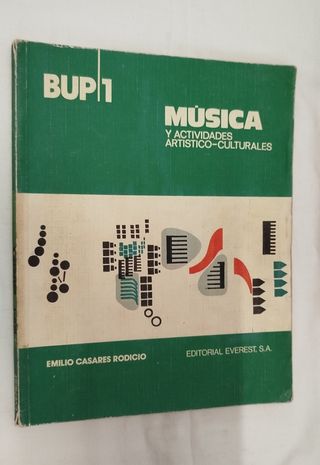 BUP|1
MÚSICA
Y ACTIVIDADES
ARTISTICO-CULTURALES
EMILIO CASARES RODICIO
EDITORIAL EVEREST, S.A.